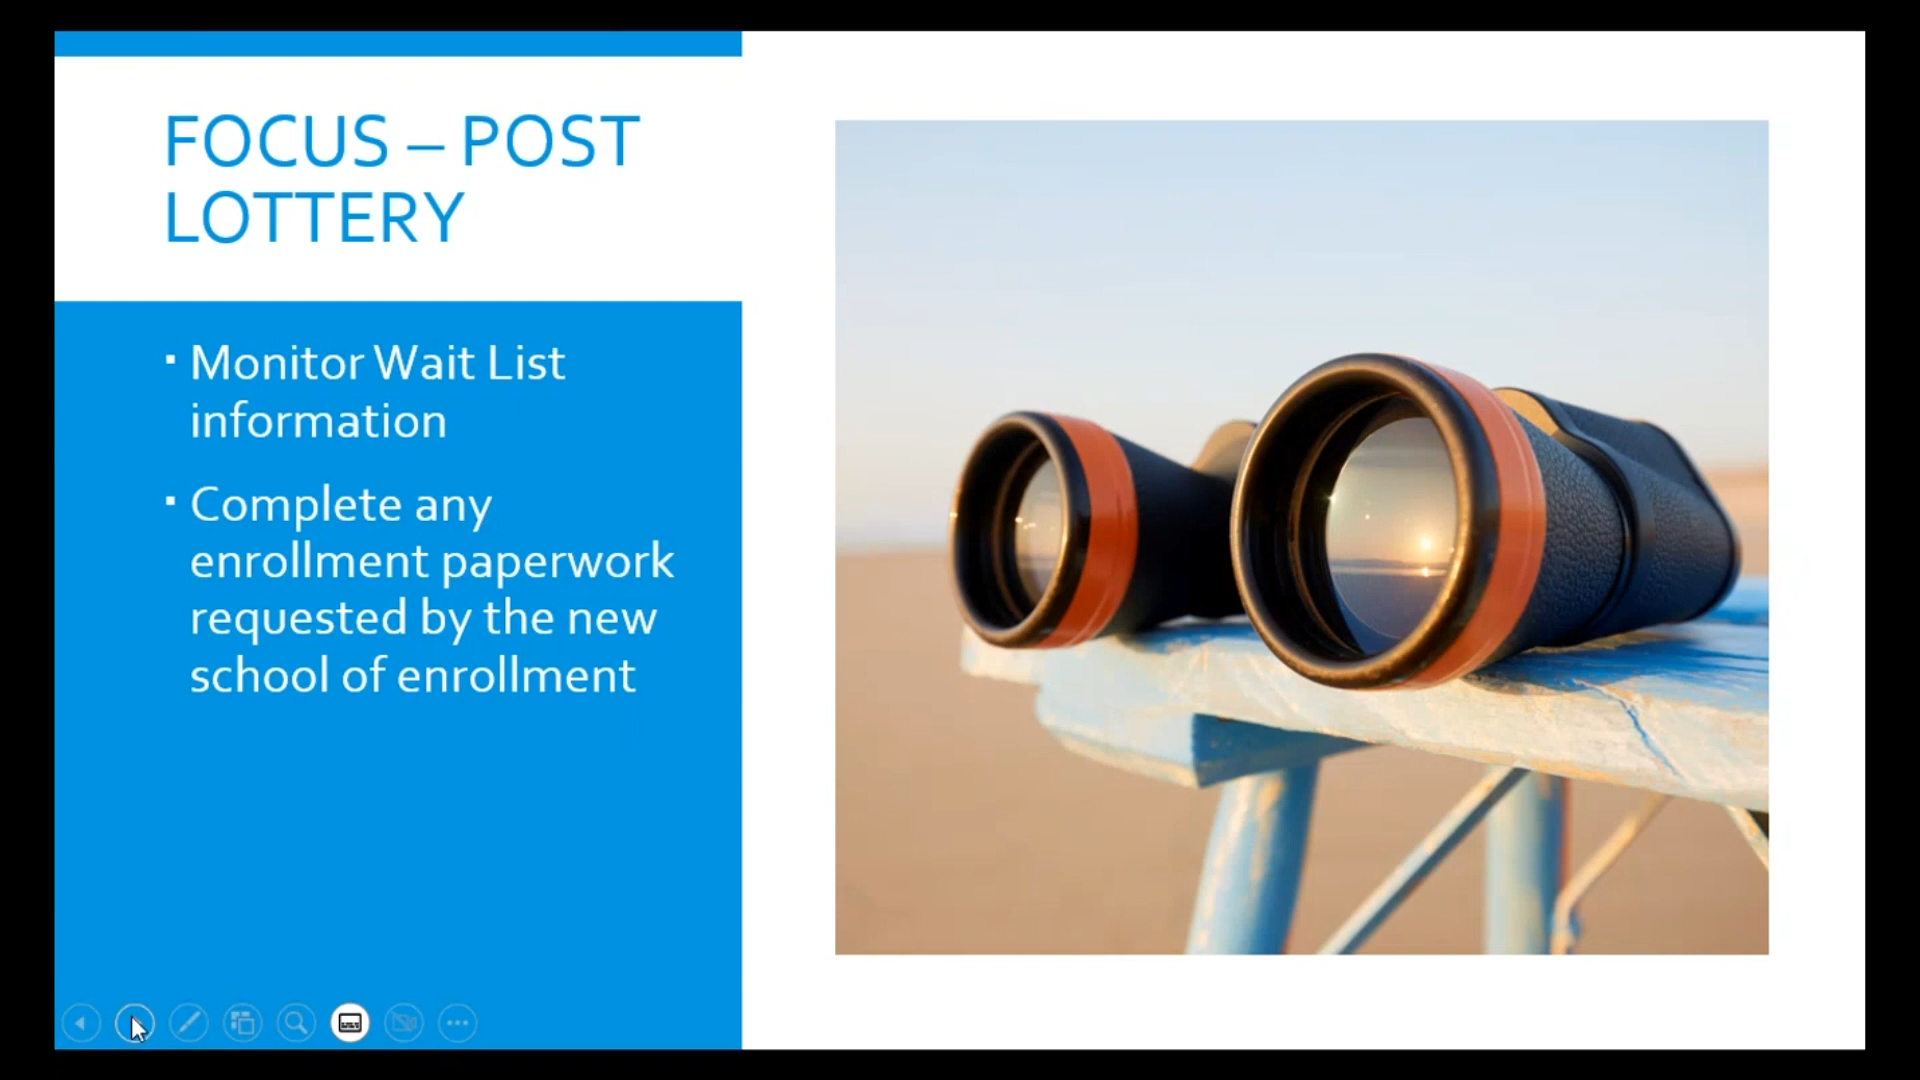 FOCUS – POST
LOTTERY
▪ Monitor Wait List
information
▪ Complete any
enrollment paperwork
requested by the new
school of enrollment